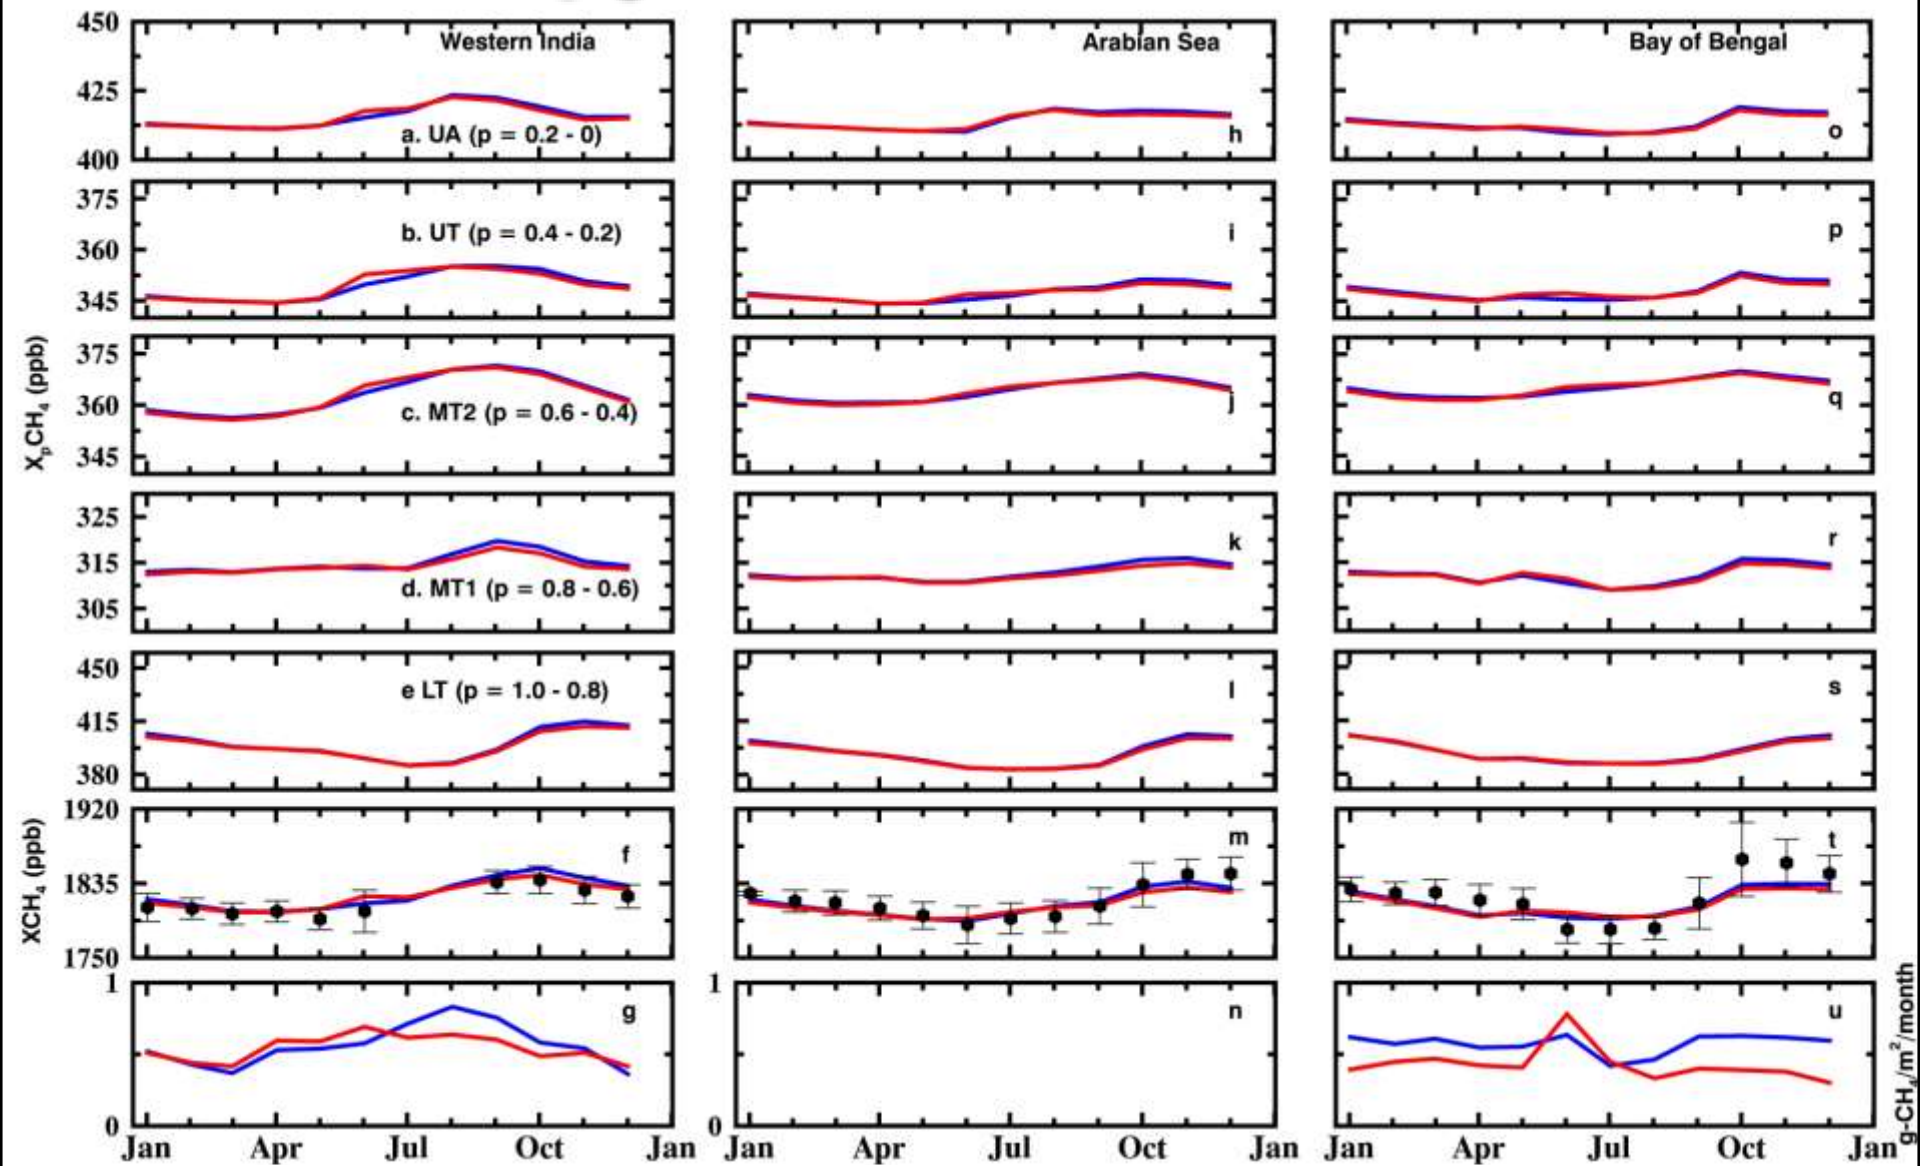 450
Western India
Arabian Sea
Bay of Bengal
425
a. UA (p = 0.2 - 0)
h
o
400
375
b. UT (p = 0.4 - 0.2)
i
p
360
345
XpCH4 (ppb)
375
360
c. MT2 (p = 0.6 - 0.4)
j
q
345
325
k
r
315
d. MT1 (p = 0.8 - 0.6)
305
450
e LT (p = 1.0 - 0.8)
l
s
415
380
XCH4 (ppb)
1920
f
m
t
1835
1750
1
g
1
n
u
g-CH4/m2/month
0
0
Jan Apr Jul Oct Jan
Jan Apr Jul Oct Jan
Jan Apr Jul Oct Jan